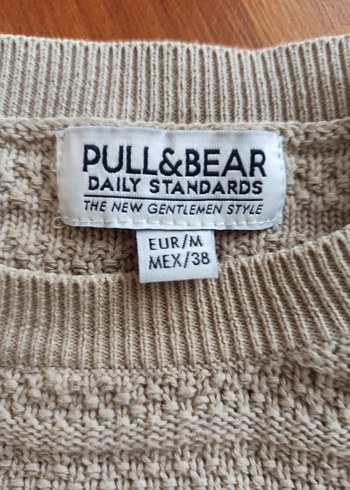 PULL&BEAR
DAILY STANDARDS
THE NEW GENTLEMEN STYLE
EUR/M
MEX/38